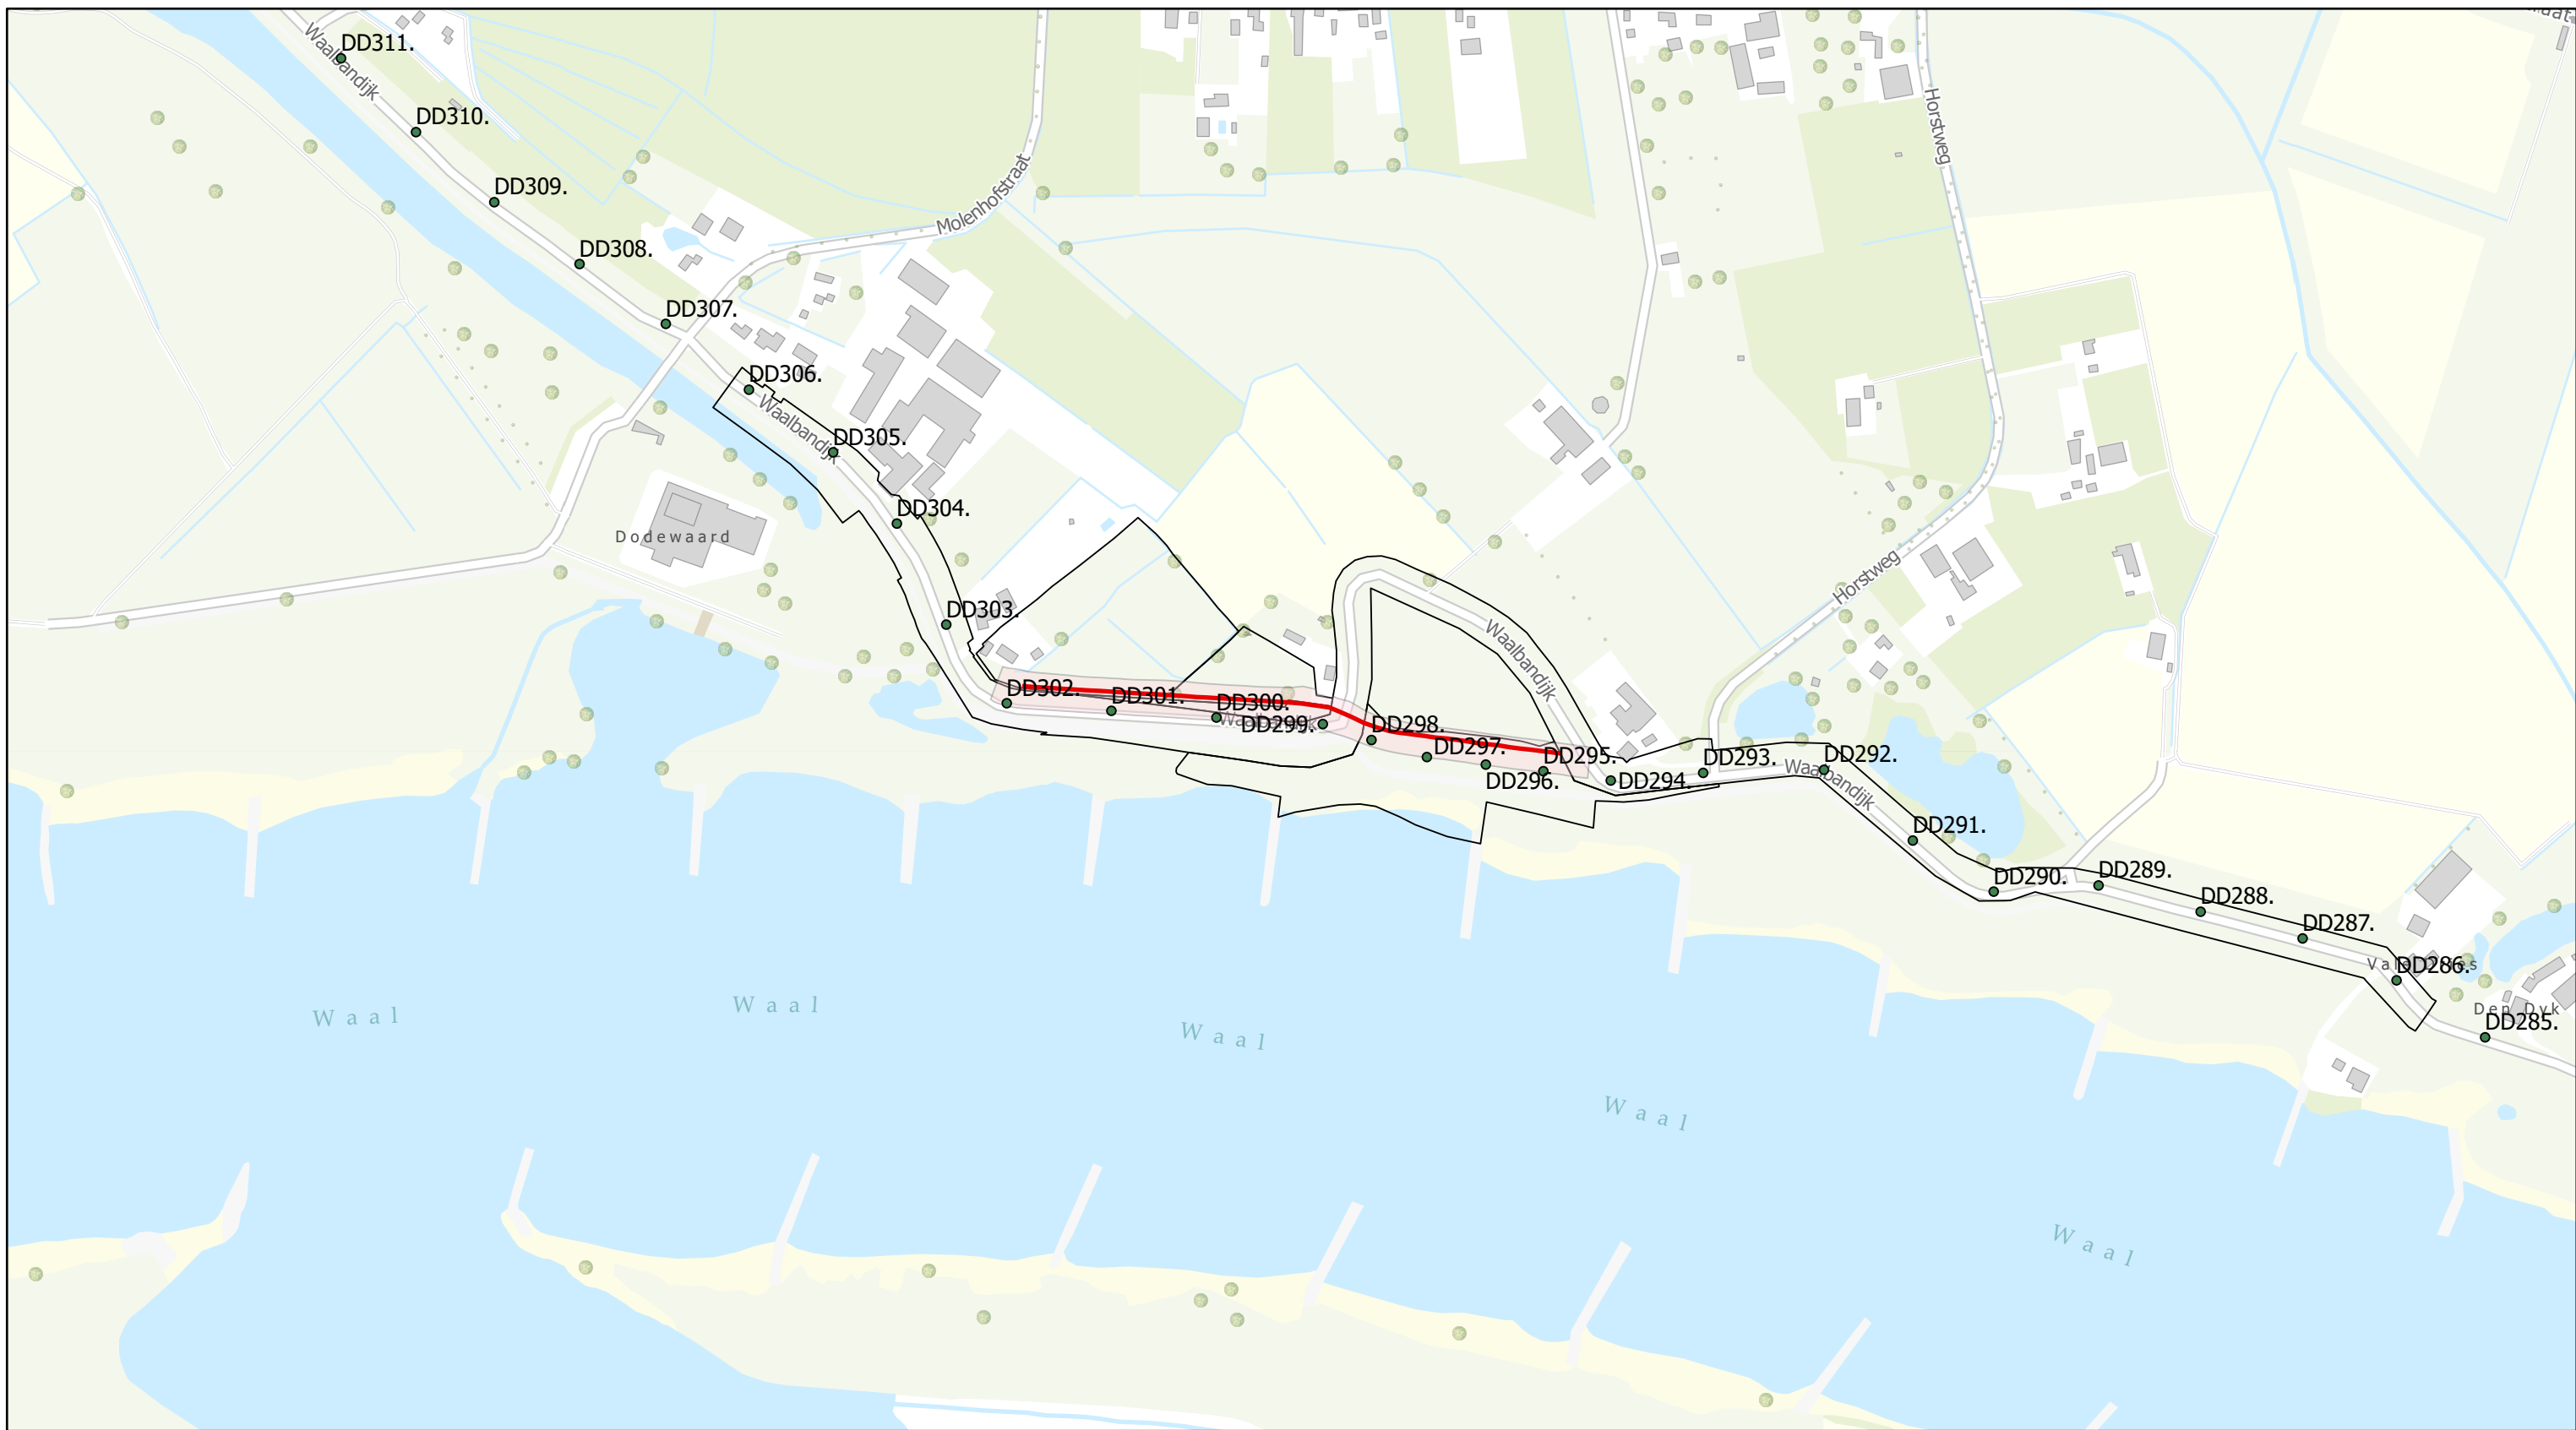 Waalbandijk
DD311.
DD310.
Horstweg
DD309.
Molenhofstraat
DD308.
DD307.
DD306.
Waalbandijk
DD305.
DD304.
Dodewaard
Horstweg
DD303.
Waalbandijk
DD302.
DD301.
DD300.
Waalbandijk
DD299.
DD298.
DD297.
DD295.
DD296.
DD294.
DD293.
DD292.
Waalbandijk
DD291.
DD290.
DD289.
DD288.
DD287.
DD286.
Den Dyk
DD285.
Waal
Waal
Waal
Waal
Waal